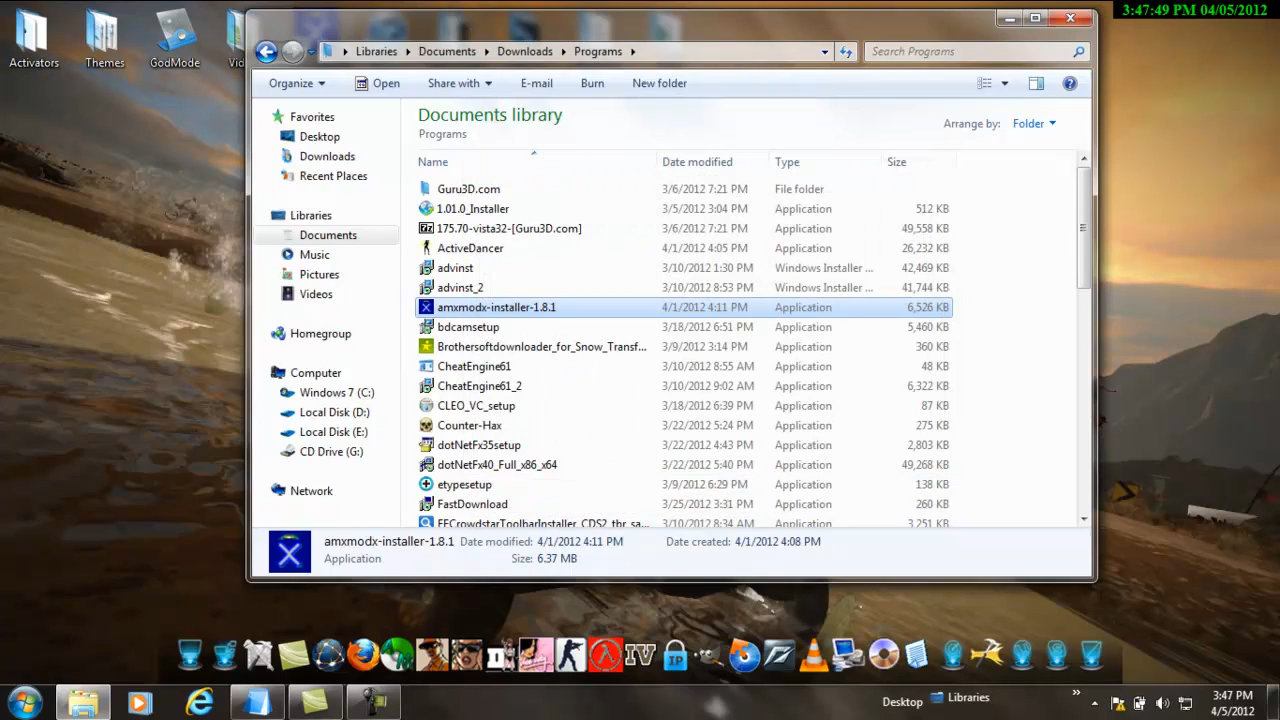 3:47:49 PM 04/05/2012
Activators
Themes
GodMode
Vid
Libraries
Documents
Downloads
Programs
Search Programs
Organize
Open
Share with
E-mail
Burn
New folder
Favorites
Desktop
Downloads
Recent Places
Libraries
Documents
Music
Pictures
Videos
Homegroup
Computer
Windows 7 (C:)
Local Disk (D:)
Local Disk (E:)
CD Drive (G:)
Network
Documents library
Programs
Arrange by: Folder
Name Date modified Type Size
Guru3D.com 3/6/2012 7:21 PM File folder
1.01.0_Installer 3/5/2012 3:04 PM Application 512 KB
175.70-vista32-[Guru3D.com] 3/6/2012 7:21 PM Application 49,558 KB
ActiveDancer 4/1/2012 4:05 PM Application 26,232 KB
advinst 3/10/2012 1:30 PM Windows Installer ... 42,469 KB
advinst_2 3/10/2012 8:53 PM Windows Installer ... 41,744 KB
amxmodx-installer-1.8.1 4/1/2012 4:11 PM Application 6,526 KB
bdcamsetup 3/18/2012 6:51 PM Application 5,460 KB
Brothersoftdownloader_for_Snow_Transf... 3/9/2012 3:14 PM Application 360 KB
CheatEngine61 3/10/2012 8:55 AM Application 48 KB
CheatEngine61_2 3/10/2012 9:02 AM Application 6,322 KB
CLEO_VC_setup 3/18/2012 6:39 PM Application 87 KB
Counter-Hax 3/22/2012 5:24 PM Application 275 KB
dotNetFx35setup 3/22/2012 4:43 PM Application 2,803 KB
dotNetFx40_Full_x86_x64 3/22/2012 5:40 PM Application 49,268 KB
etypesetup 3/9/2012 6:29 PM Application 138 KB
FastDownload 3/25/2012 3:31 PM Application 260 KB
FFCrowdstarToolbarInstaller_CDS2_tbr_sa... 3/10/2012 8:34 AM Application 3,251 KB
amxmodx-installer-1.8.1 Date modified: 4/1/2012 4:11 PM Date created: 4/1/2012 4:08 PM
Application Size: 6.37 MB
IV
IP
Desktop
Libraries
3:47 PM
4/5/2012